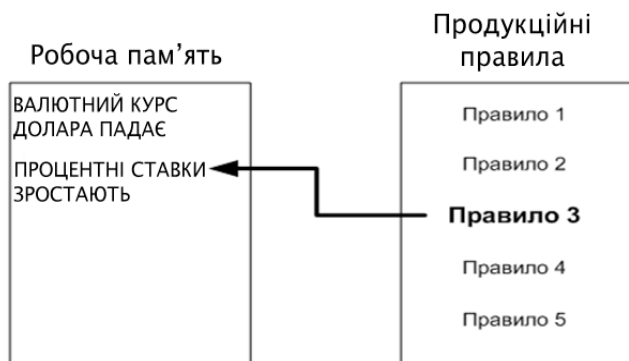 Робоча пам’ять
ВАЛЮТНИЙ КУРС
ДОЛАРА ПАДАЄ
ПРОЦЕНТНІ СТАВКИ
ЗРОСТАЮТЬ
Продукційні
правила
Правило 1
Правило 2
Правило 3
Правило 4
Правило 5